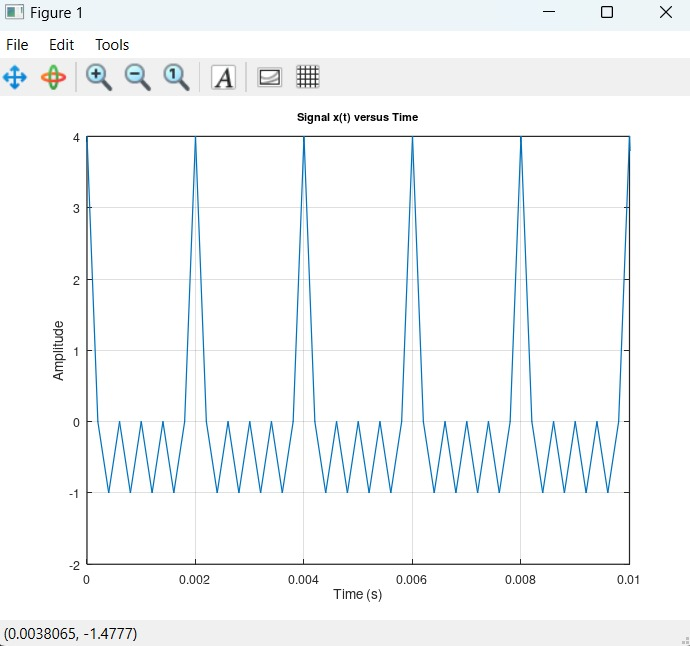 Figure 1
File Edit Tools
1 A
Signal x(t) versus Time
4
3
2
1
0
-1
-2
Amplitude
0 0.002 0.004 0.006 0.008 0.01
Time (s)
(0.0038065, -1.4777)